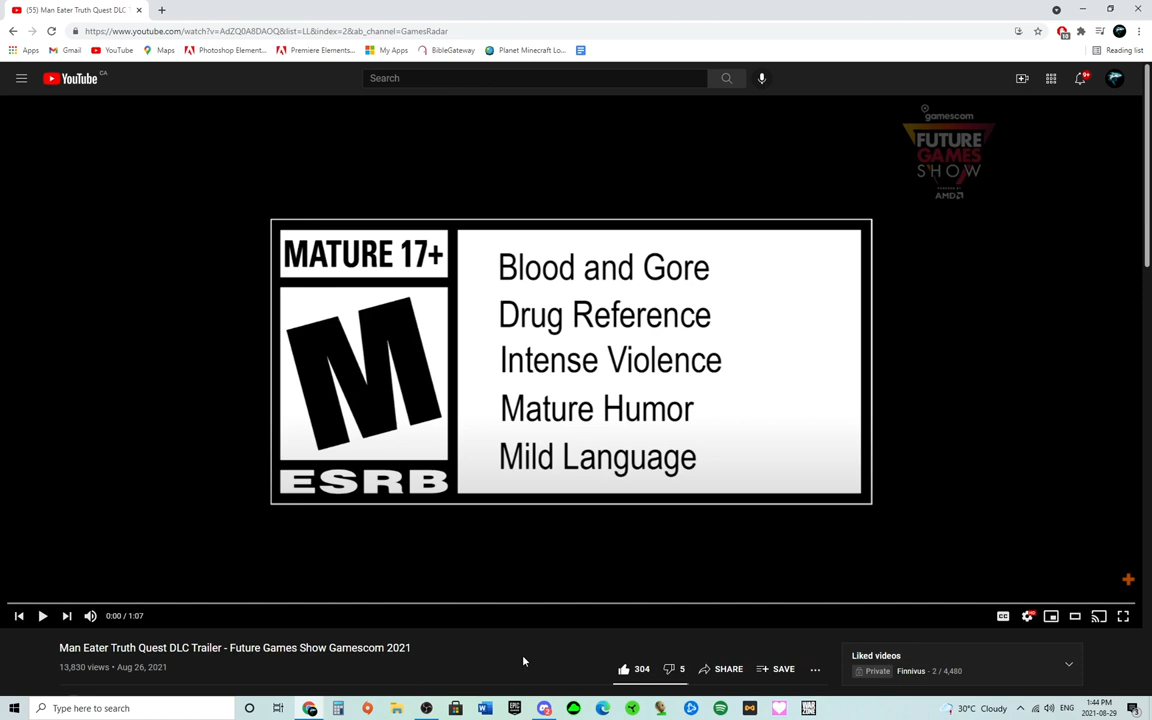 (55) Man Eater Truth Quest DLC T
https://www.youtube.com/watch?v=AdZQ0A8DAOQ&list=LL&index=2&ab_channel=GamesRadar
Apps Gmail YouTube Maps Photoshop Element... Premiere Elements... My Apps BibleGateway Planet Minecraft Lo... Reading list
YouTube CA Search 9+
gamescom
FUTURE
GAMES
SHOW
POWERED BY
AMD
MATURE 17+
M
ESRB
Blood and Gore
Drug Reference
Intense Violence
Mature Humor
Mild Language
0:00 / 1:07 CC HD
Man Eater Truth Quest DLC Trailer - Future Games Show Gamescom 2021
13,830 views • Aug 26, 2021
304 5 SHARE SAVE
Liked videos
Private Finnivus - 2 / 4,480
Type here to search
30°C Cloudy ENG
1:44 PM
2021-08-29